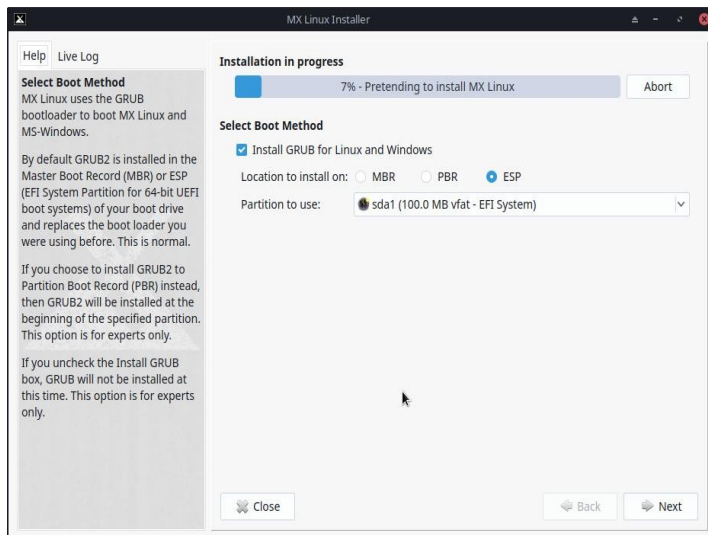 MX Linux Installer
Help
Live Log
Select Boot Method
MX Linux uses the GRUB
bootloader to boot MX Linux and
MS-Windows.
By default GRUB2 is installed in the
Master Boot Record (MBR) or ESP
(EFI System Partition for 64-bit UEFI
boot systems) of your boot drive
and replaces the boot loader you
were using before. This is normal.
If you choose to install GRUB2 to
Partition Boot Record (PBR) instead,
then GRUB2 will be installed at the
beginning of the specified partition.
This option is for experts only.
If you uncheck the Install GRUB
box, GRUB will not be installed at
this time. This option is for experts
only.
Installation in progress
7% - Pretending to install MX Linux
Abort
Select Boot Method
Install GRUB for Linux and Windows
Location to install on: MBR PBR ESP
Partition to use: sda1 (100.0 MB vfat - EFI System)
Close
Back
Next